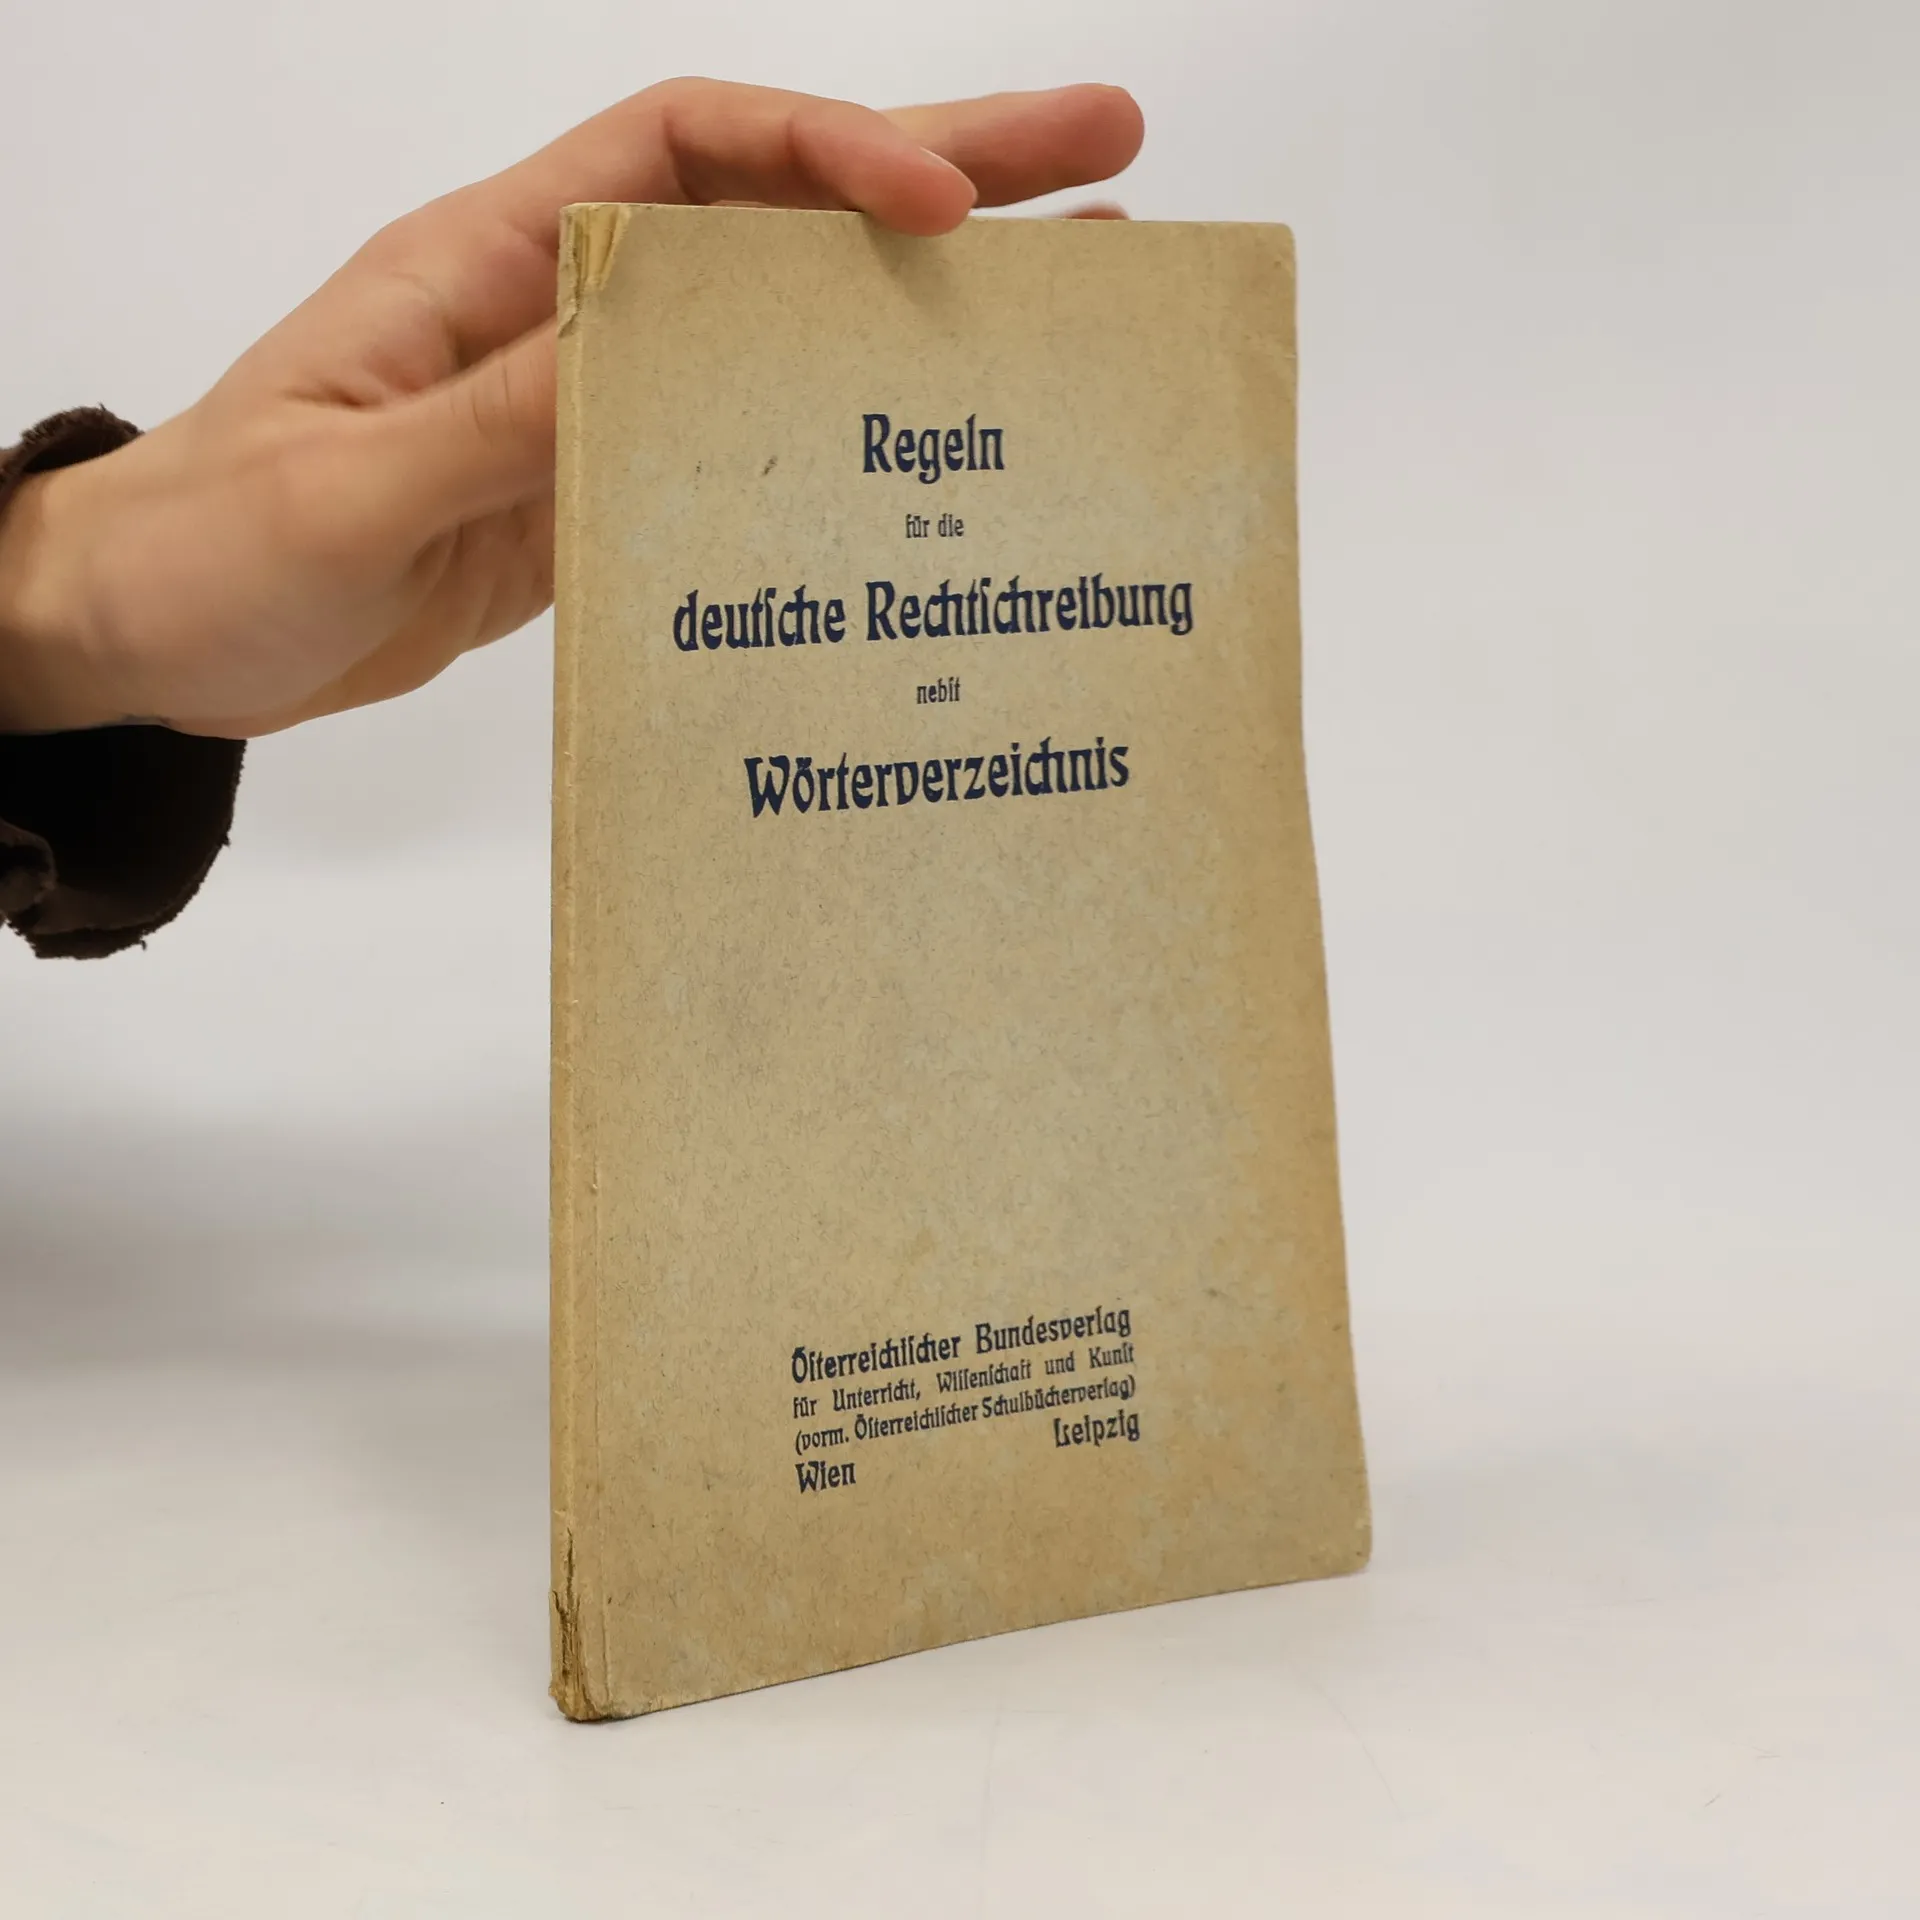 Regeln
für die
deutſche Rechtſchreibung
nebſt
Wörterverzeichnis
Öſterreichiſcher Bundesverlag
für Unterricht, Wiſſenſchaft und Kunſt
(vorm. Öſterreichiſcher Schulbücherverlag)
Wien Leipzig